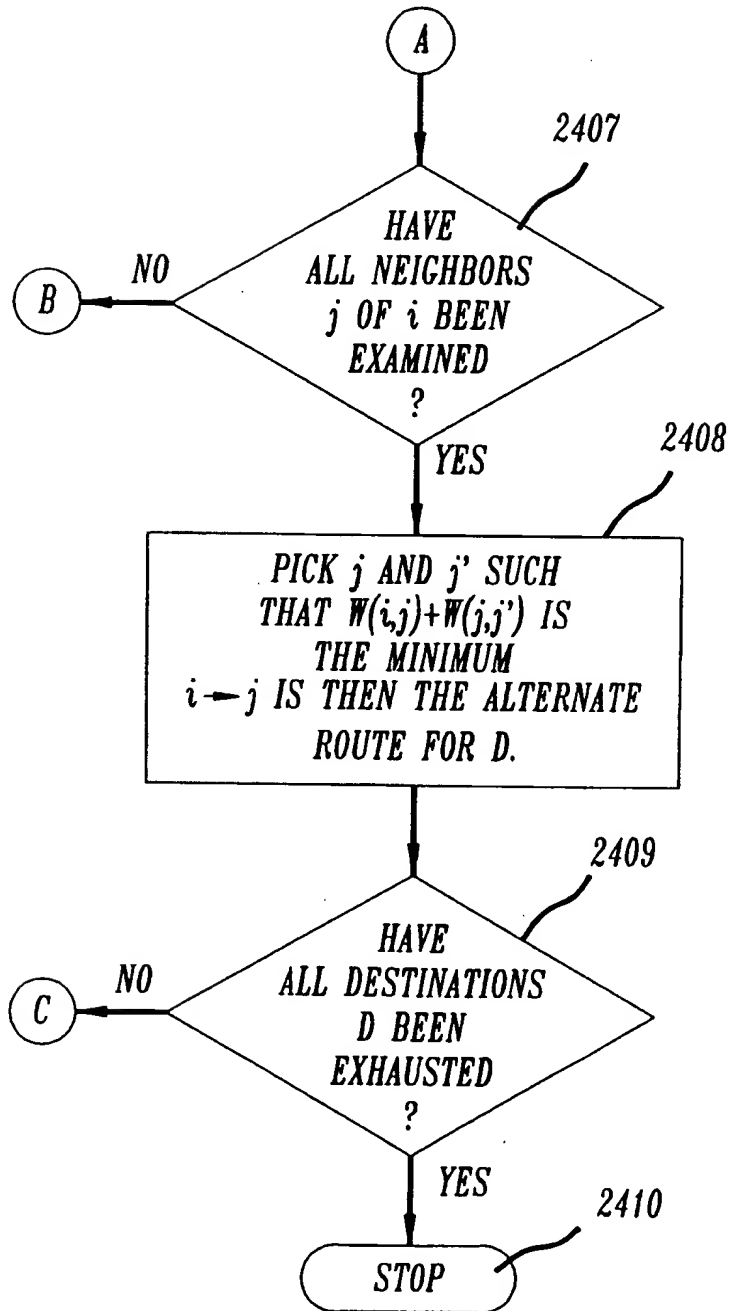 A
2407
HAVE
ALL NEIGHBORS
j OF i BEEN
EXAMINED
?
NO
B
YES
2408
PICK j AND j' SUCH
THAT W(i,j)+W(j,j') IS
THE MINIMUM
i→j IS THEN THE ALTERNATE
ROUTE FOR D.
2409
HAVE
ALL DESTINATIONS
D BEEN
EXHAUSTED
?
NO
C
YES
2410
STOP